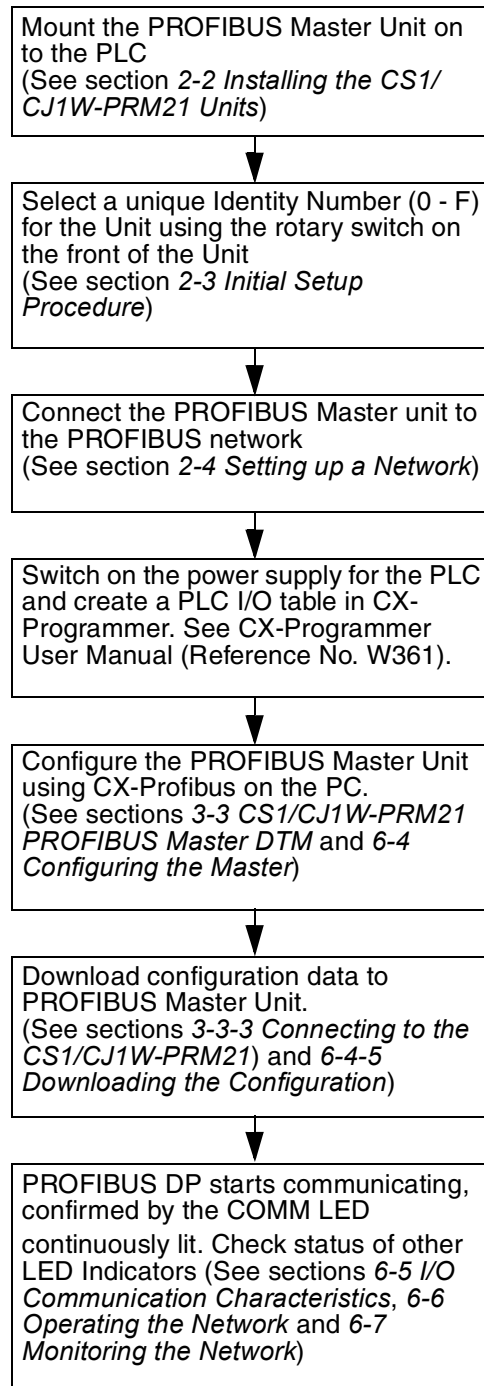 Mount the PROFIBUS Master Unit on
to the PLC
(See section 2-2 Installing the CS1/
CJ1W-PRM21 Units)
Select a unique Identity Number (0 - F)
for the Unit using the rotary switch on
the front of the Unit
(See section 2-3 Initial Setup
Procedure)
Connect the PROFIBUS Master unit to
the PROFIBUS network
(See section 2-4 Setting up a Network)
Switch on the power supply for the PLC
and create a PLC I/O table in CX-
Programmer. See CX-Programmer
User Manual (Reference No. W361).
Configure the PROFIBUS Master Unit
using CX-Profibus on the PC.
(See sections 3-3 CS1/CJ1W-PRM21
PROFIBUS Master DTM and 6-4
Configuring the Master)
Download configuration data to
PROFIBUS Master Unit.
(See sections 3-3-3 Connecting to the
CS1/CJ1W-PRM21) and 6-4-5
Downloading the Configuration)
PROFIBUS DP starts communicating,
confirmed by the COMM LED
continuously lit. Check status of other
LED Indicators (See sections 6-5 I/O
Communication Characteristics, 6-6
Operating the Network and 6-7
Monitoring the Network)